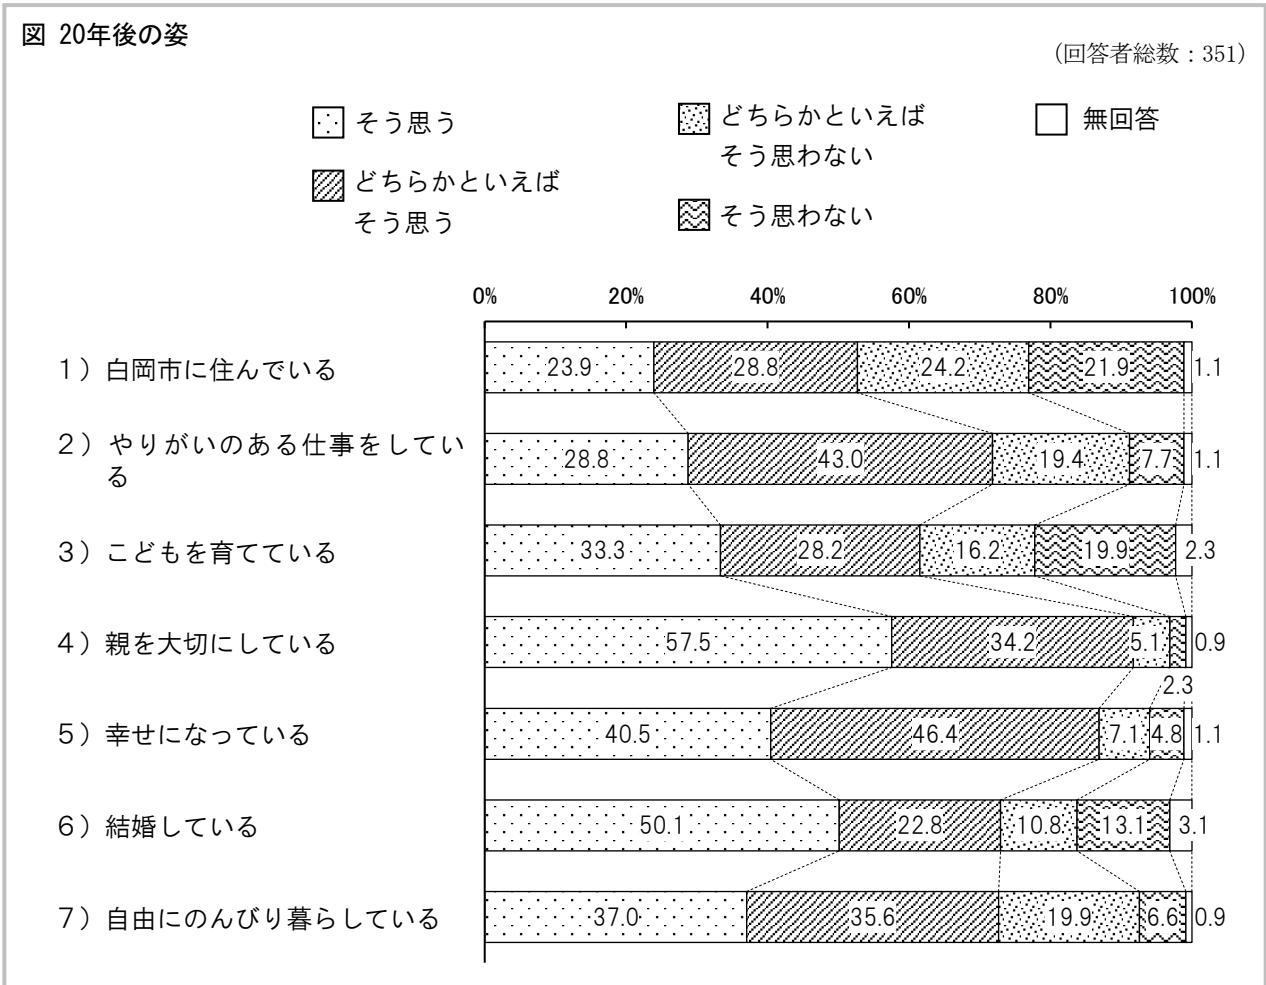 図 20年後の姿
(回答者総数：351)
そう思う
どちらかといえば
そう思う
どちらかといえば
そう思わない
そう思わない
無回答
0% 20% 40% 60% 80% 100%
1）白岡市に住んでいる 23.9 28.8 24.2 21.9 1.1
2）やりがいのある仕事をしてい
る
28.8 43.0 19.4 7.7 1.1
3）こどもを育てている 33.3 28.2 16.2 19.9 2.3
4）親を大切にしている 57.5 34.2 5.1 0.9
2.3
5）幸せになっている 40.5 46.4 7.1 4.8 1.1
6）結婚している 50.1 22.8 10.8 13.1 3.1
7）自由にのんびり暮らしている 37.0 35.6 19.9 6.6 0.9